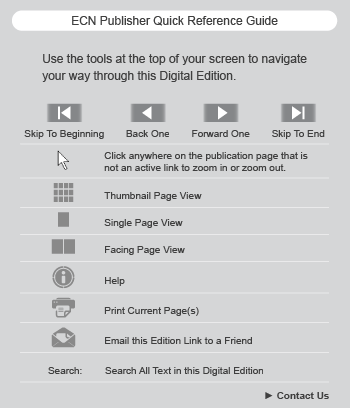 ECN Publisher Quick Reference Guide
Use the tools at the top of your screen to navigate
your way through this Digital Edition.
Skip To Beginning Back One Forward One Skip To End
Click anywhere on the publication page that is
not an active link to zoom in or zoom out.
Thumbnail Page View
Single Page View
Facing Page View
Help
Print Current Page(s)
Email this Edition Link to a Friend
Search: Search All Text in this Digital Edition
► Contact Us